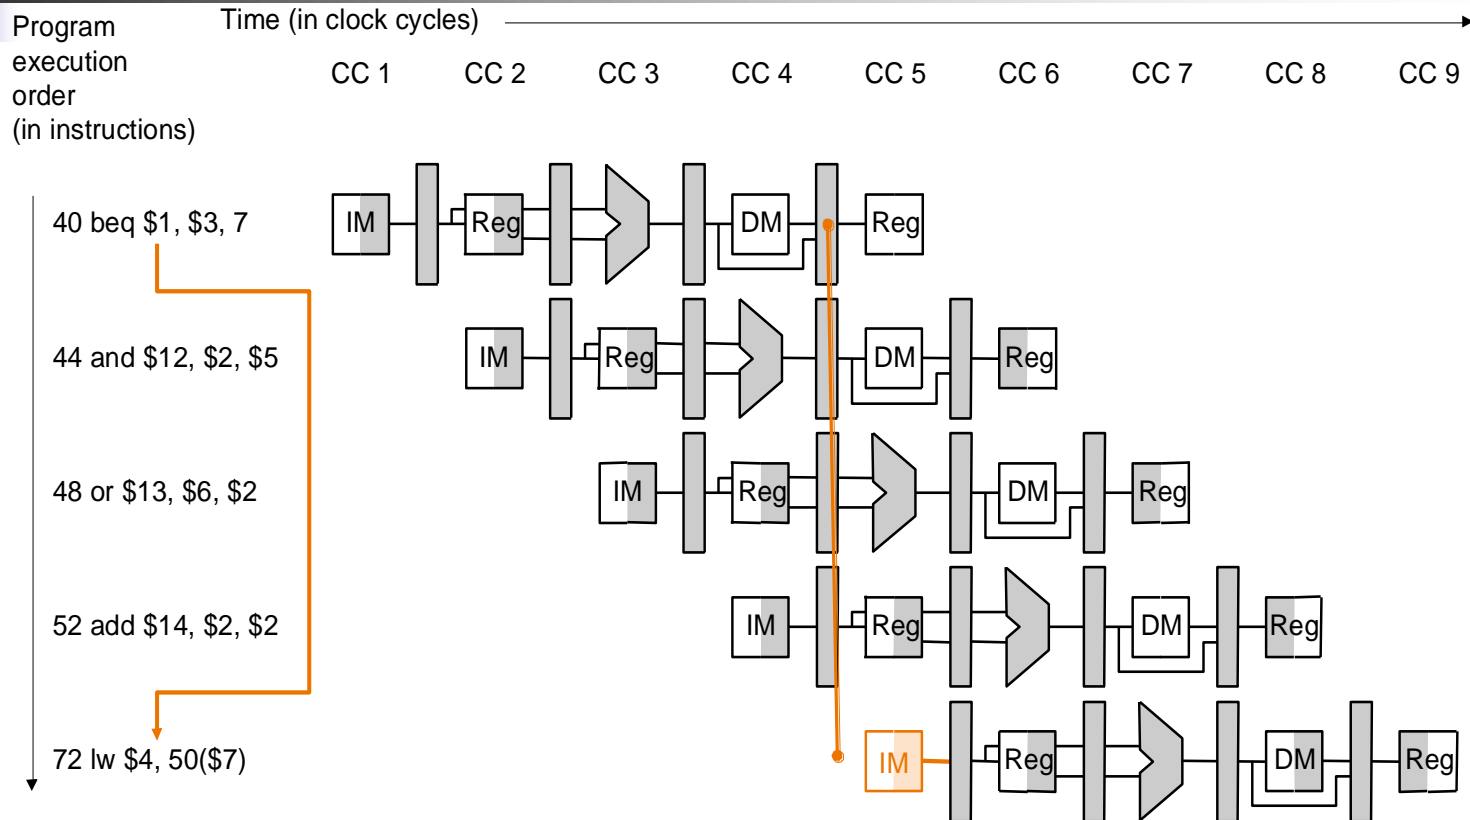 Time (in clock cycles)
Program
execution
order
(in instructions)
CC 1 CC 2 CC 3 CC 4 CC 5 CC 6 CC 7 CC 8 CC 9
40 beq $1, $3, 7 IM Reg DM Reg
44 and $12, $2, $5 IM Reg DM Reg
48 or $13, $6, $2 IM Reg DM Reg
52 add $14, $2, $2 IM Reg DM Reg
72 lw $4, 50($7) IM Reg DM Reg